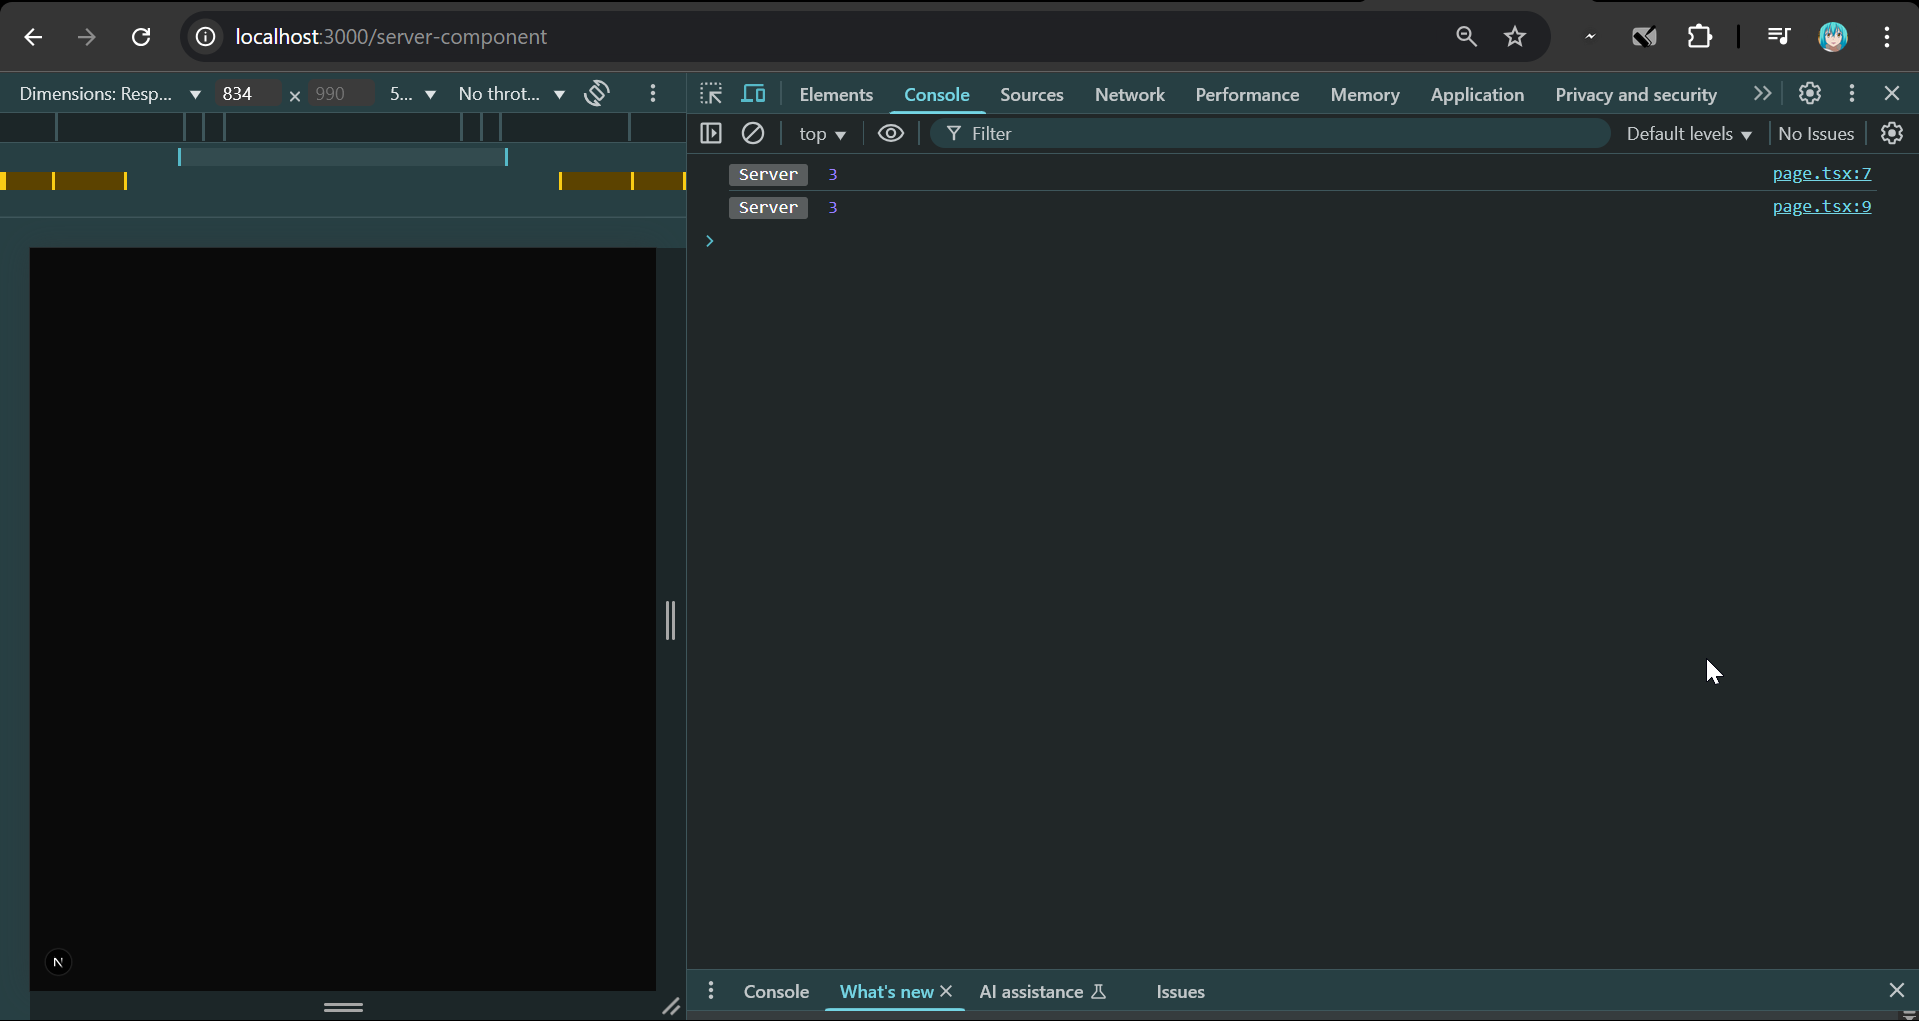 localhost:3000/server-component
Dimensions: Resp... 834 × 990 5... No throt...
Elements Console Sources Network Performance Memory Application Privacy and security
top Filter Default levels No Issues
Server 3 page.tsx:7
Server 3 page.tsx:9
N
Console What's new AI assistance Issues